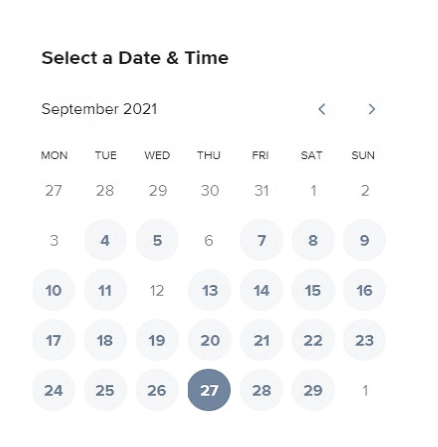 Select a Date & Time
September 2021
MON TUE WED THU FRI SAT SUN
27 28 29 30 31 1 2
3 4 5 6 7 8 9
10 11 12 13 14 15 16
17 18 19 20 21 22 23
24 25 26 27 28 29 1